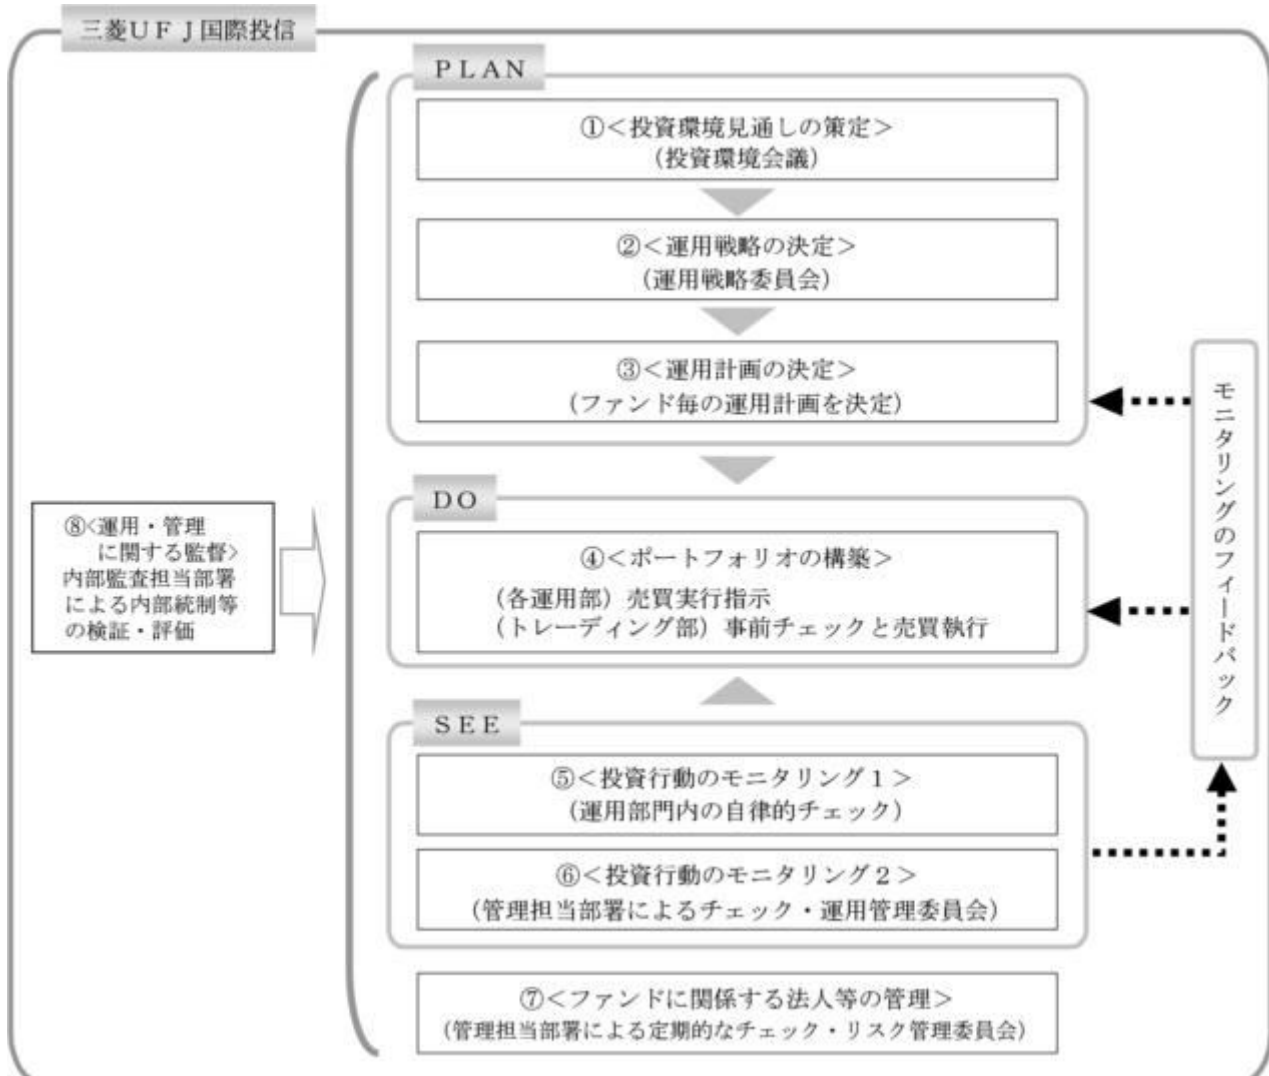 三菱ＵＦＪ国際投信
ＰＬＡＮ
①＜投資環境見通しの策定＞
（投資環境会議）
②＜運用戦略の決定＞
（運用戦略委員会）
③＜運用計画の決定＞
（ファンド毎の運用計画を決定）
ＤＯ
④＜ポートフォリオの構築＞
（各運用部）売買実行指示
（トレーディング部）事前チェックと売買執行
ＳＥＥ
⑤＜投資行動のモニタリング１＞
（運用部門内の自律的チェック）
⑥＜投資行動のモニタリング２＞
（管理担当部署によるチェック・運用管理委員会）
⑦＜ファンドに関係する法人等の管理＞
（管理担当部署による定期的なチェック・リスク管理委員会）
⑧<運用・管理
に関する監督>
内部監査担当部署
による内部統制等
の検証・評価
モニタリングのフィードバック